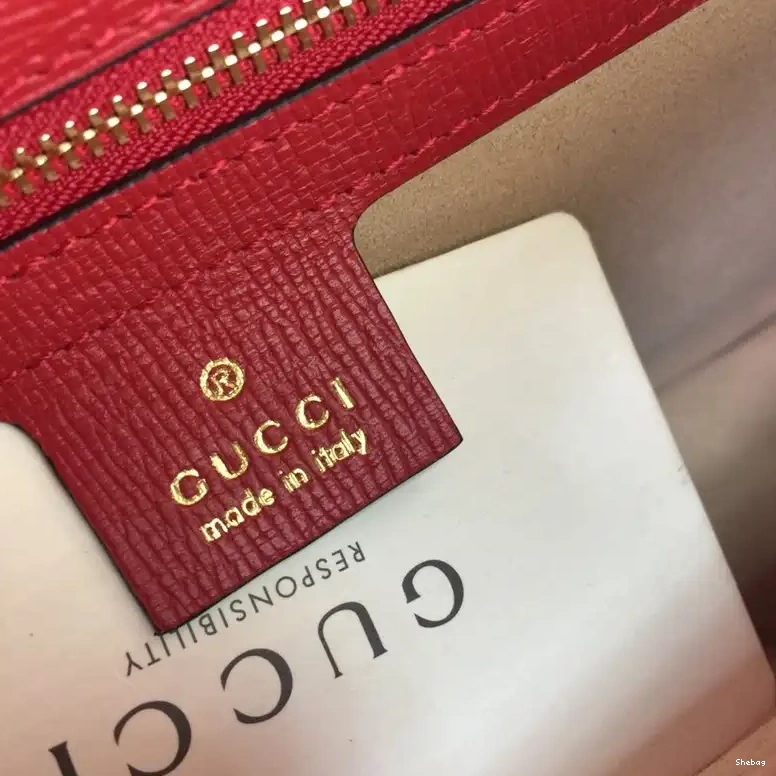 ®
GUCCI
made in italy
RESPONSIBILITY
GUCCI
Shebag